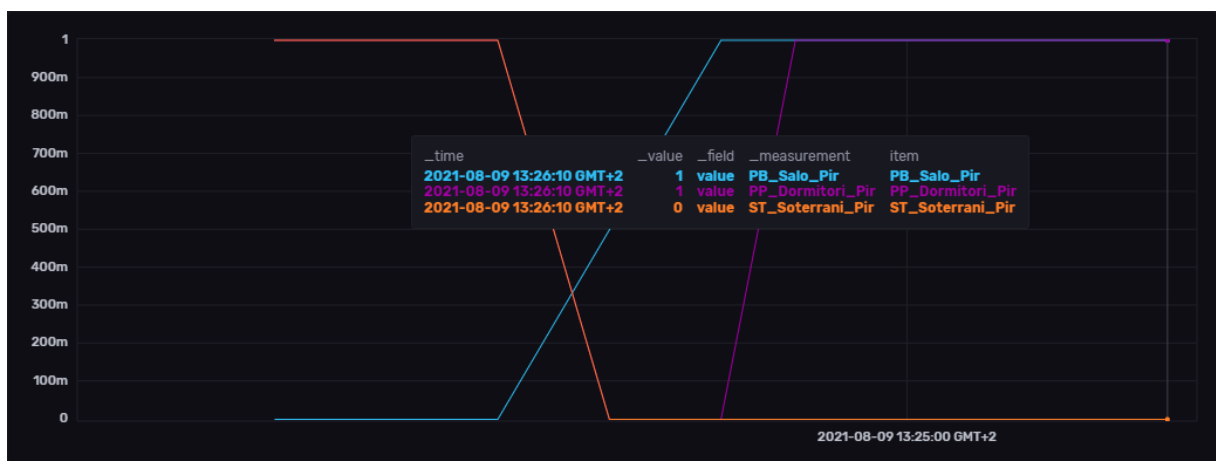 1
900m
800m
700m
_time _value _field _measurement item
2021-08-09 13:26:10 GMT+2 1 value PB_Salo_Pir PB_Salo_Pir
600m
2021-08-09 13:26:10 GMT+2 1 value PP_Dormitori_Pir PP_Dormitori_Pir
2021-08-09 13:26:10 GMT+2 0 value ST_Soterrani_Pir ST_Soterrani_Pir
500m
400m
300m
200m
100m
0
2021-08-09 13:25:00 GMT+2